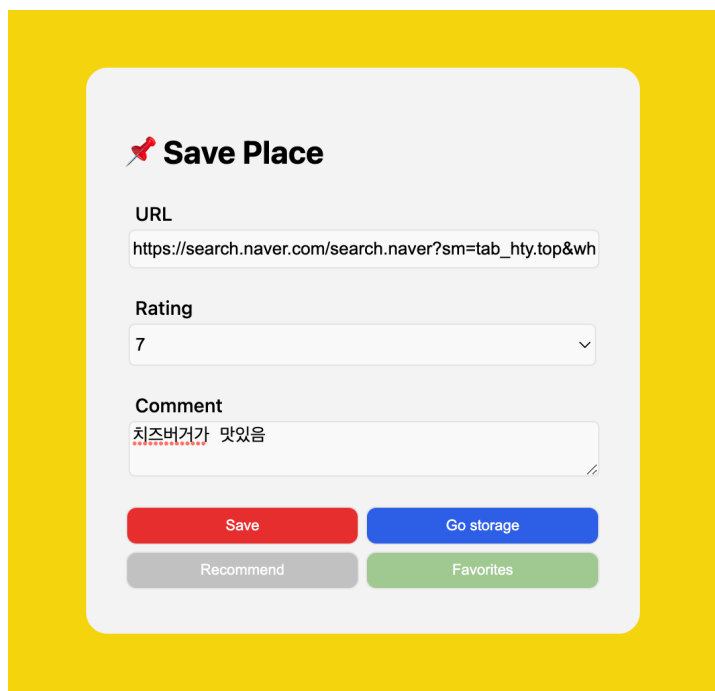 Save Place
URL
https://search.naver.com/search.naver?sm=tab_hty.top&wh
Rating
7
Comment
치즈버거가 맛있음
Save Go storage
Recommend Favorites